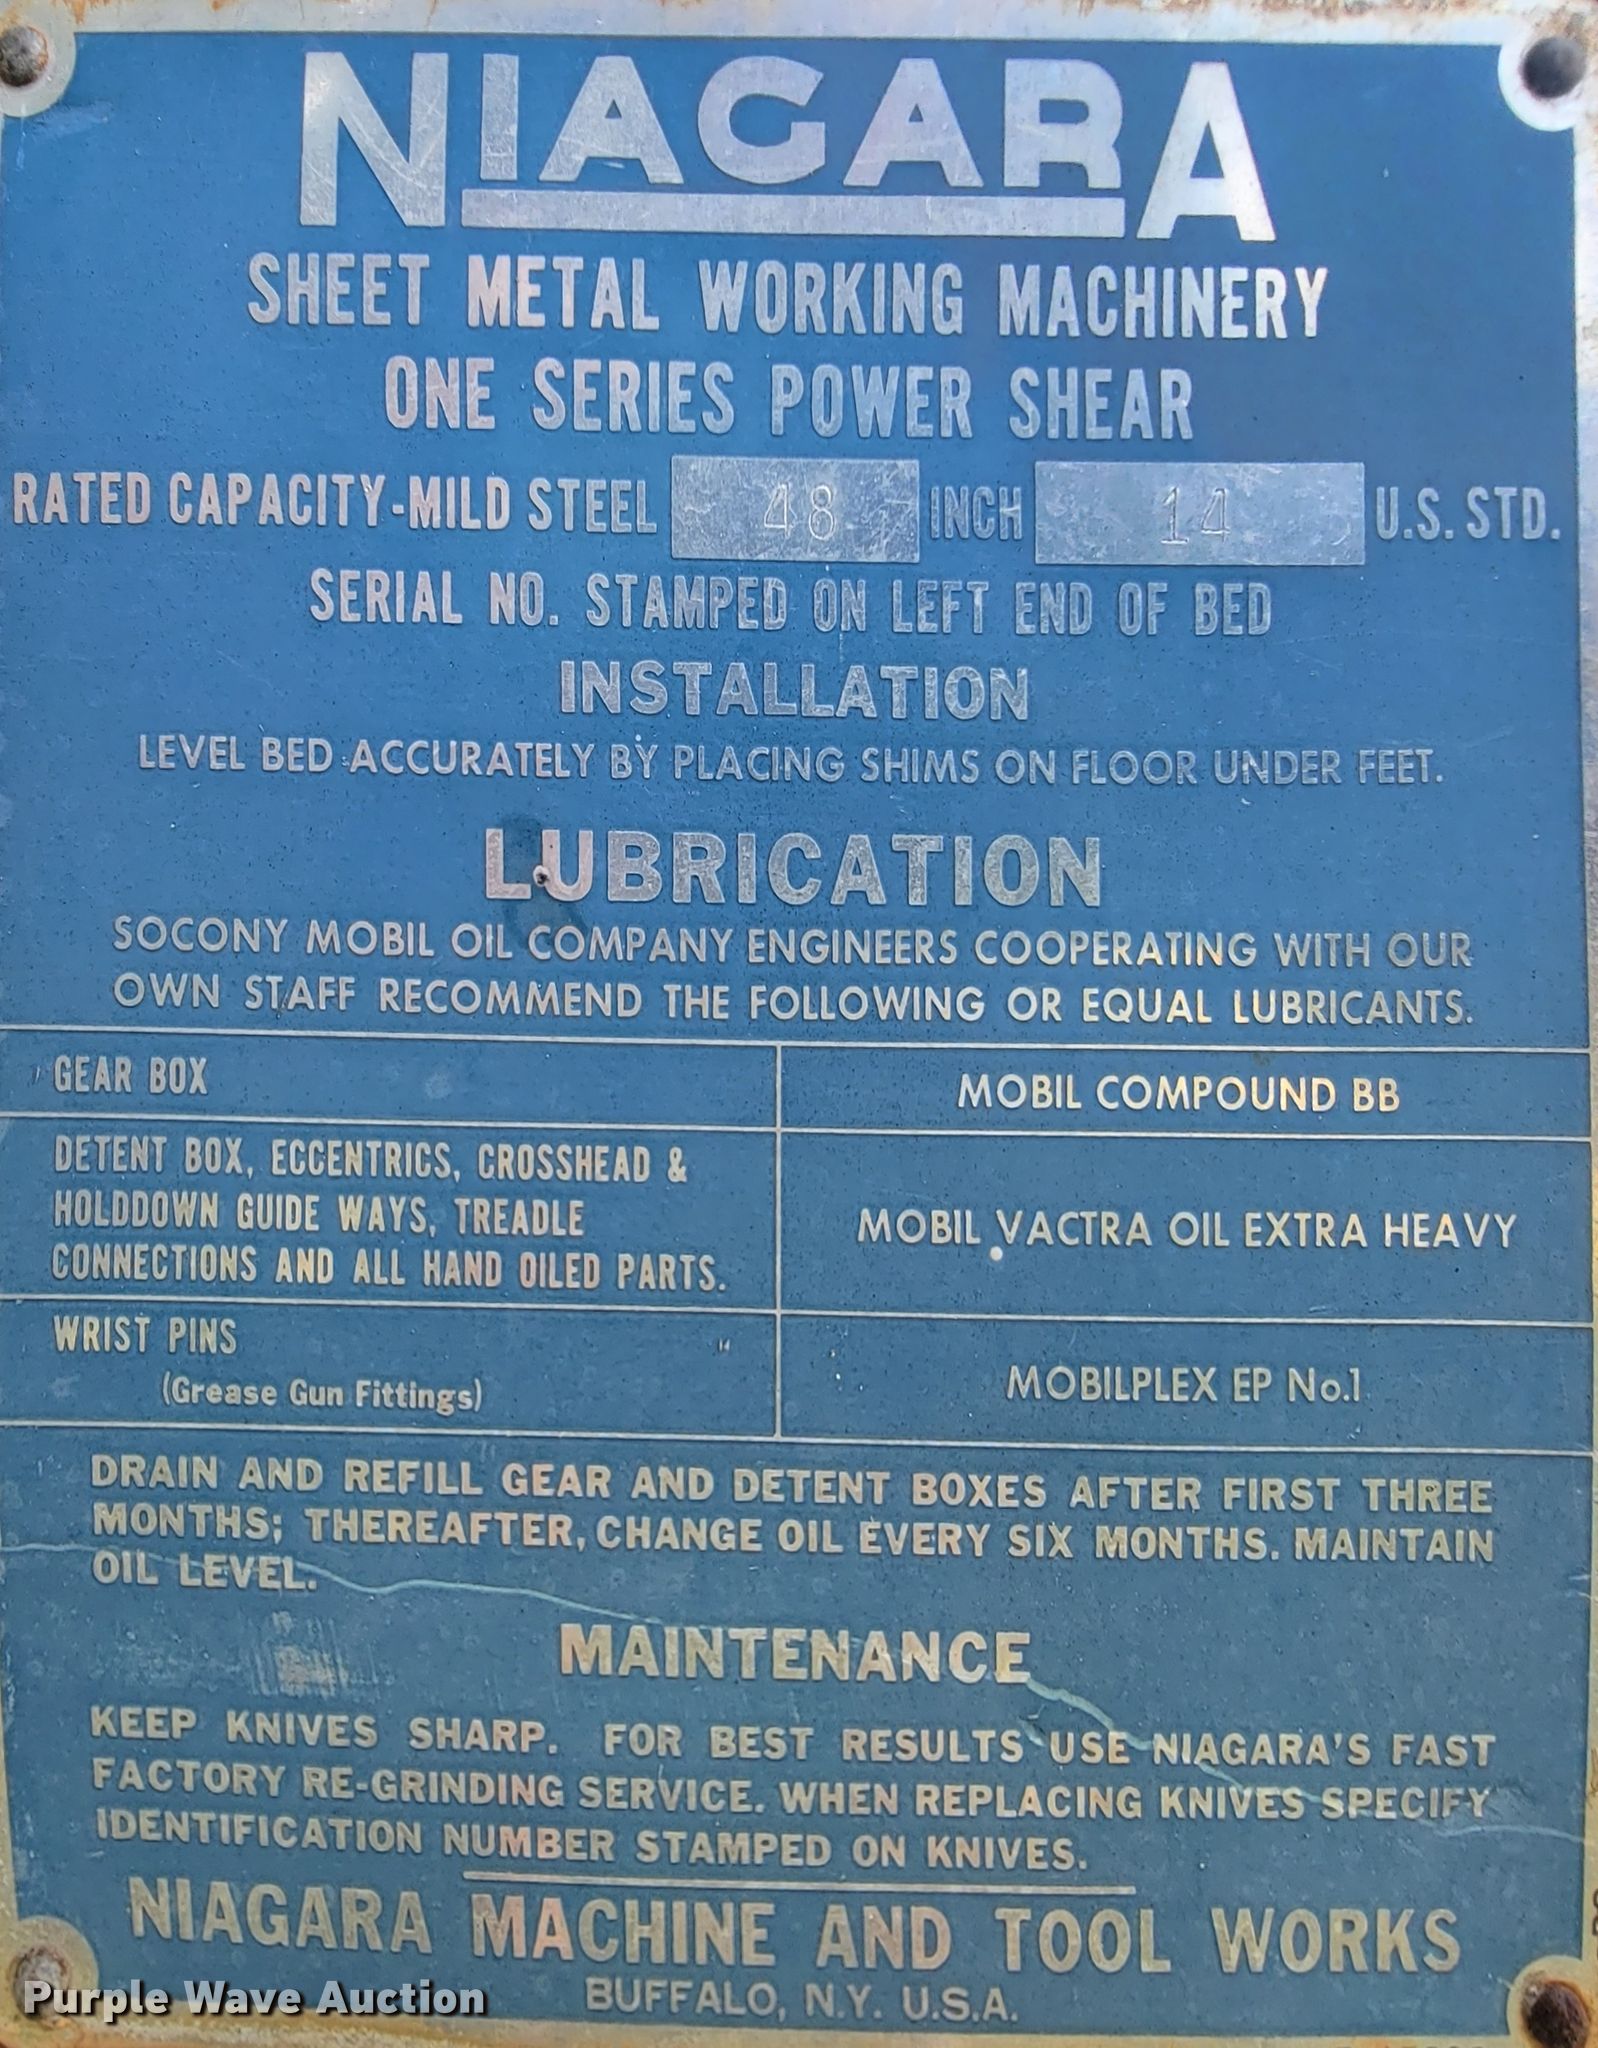 NIAGARA
SHEET METAL WORKING MACHINERY
ONE SERIES POWER SHEAR
RATED CAPACITY-MILD STEEL 48 INCH 14 U.S. STD.
SERIAL NO. STAMPED ON LEFT END OF BED
INSTALLATION
LEVEL BED ACCURATELY BY PLACING SHIMS ON FLOOR UNDER FEET.
LUBRICATION
SOCONY MOBIL OIL COMPANY ENGINEERS COOPERATING WITH OUR
OWN STAFF RECOMMEND THE FOLLOWING OR EQUAL LUBRICANTS.
GEAR BOX
MOBIL COMPOUND BB
DETENT BOX, ECCENTRICS, CROSSHEAD &
HOLDDOWN GUIDE WAYS, TREADLE
CONNECTIONS AND ALL HAND OILED PARTS.
MOBIL VACTRA OIL EXTRA HEAVY
WRIST PINS
(Grease Gun Fittings)
MOBILPLEX EP No.1
DRAIN AND REFILL GEAR AND DETENT BOXES AFTER FIRST THREE
MONTHS; THEREAFTER, CHANGE OIL EVERY SIX MONTHS. MAINTAIN
OIL LEVEL.
MAINTENANCE
KEEP KNIVES SHARP. FOR BEST RESULTS USE NIAGARA'S FAST
FACTORY RE-GRINDING SERVICE. WHEN REPLACING KNIVES SPECIFY
IDENTIFICATION NUMBER STAMPED ON KNIVES.
NIAGARA MACHINE AND TOOL WORKS
BUFFALO, N.Y. U.S.A.
Purple Wave Auction